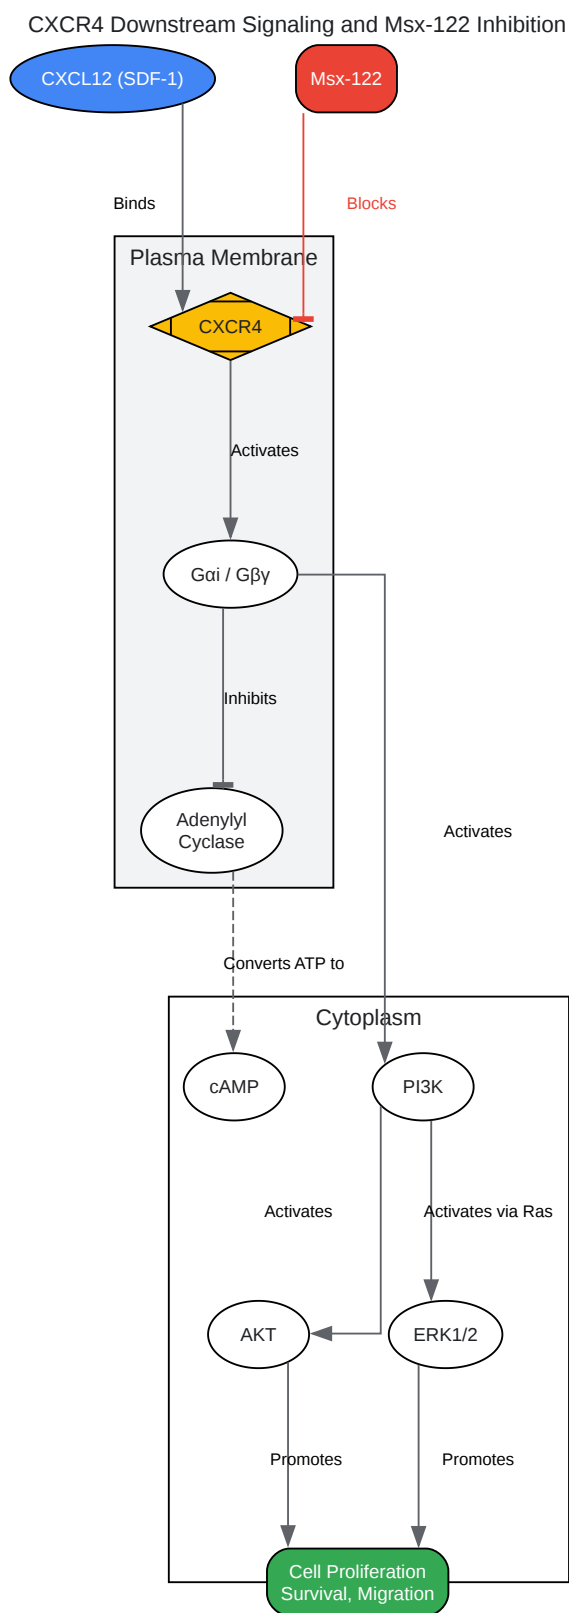 CXCR4 Downstream Signaling and Msx-122 Inhibition
CXCL12 (SDF-1)
Msx-122
Binds
Blocks
Plasma Membrane
CXCR4
Activates
Gαi / Gβγ
Inhibits
Adenylyl
Cyclase
Activates
Converts ATP to
Cytoplasm
cAMP
PI3K
Activates
Activates via Ras
AKT
ERK1/2
Promotes
Promotes
Cell Proliferation
Survival, Migration